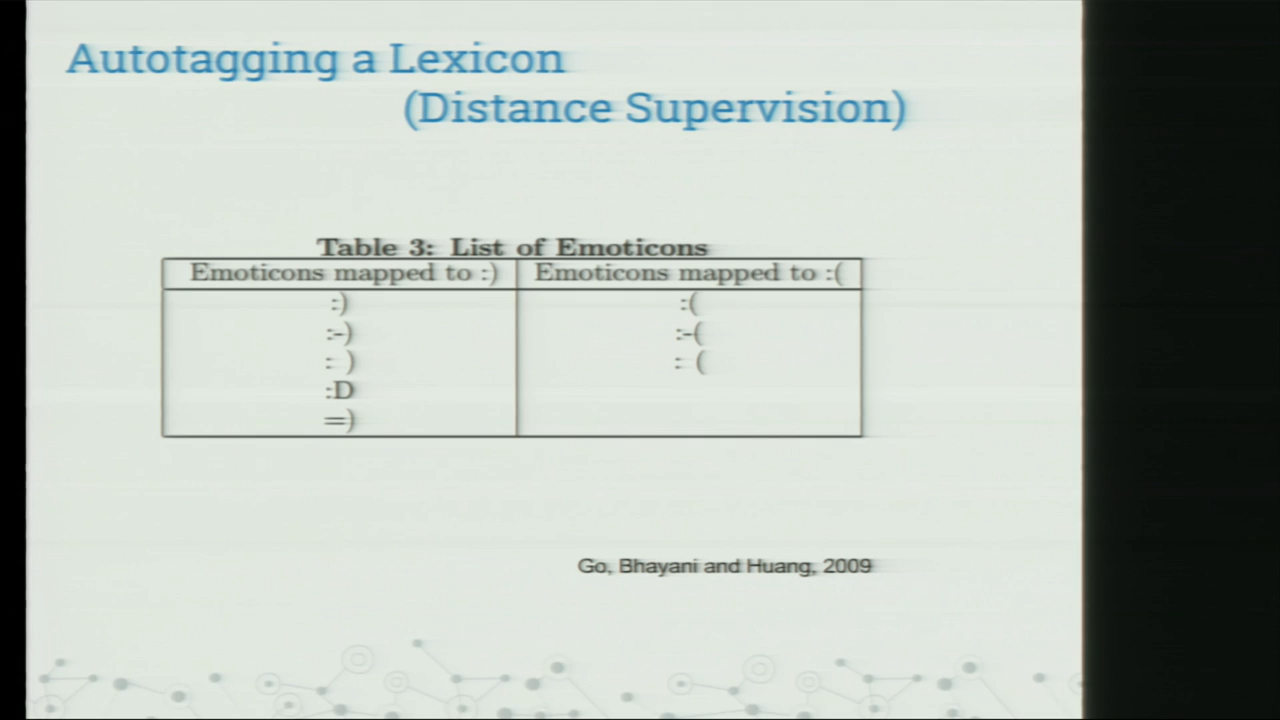 Autotagging a Lexicon
(Distance Supervision)
Table 3: List of Emoticons
Emoticons mapped to :) Emoticons mapped to :(
:) :(
:-) :-(
: ) : (
:D
=)
Go, Bhayani and Huang, 2009